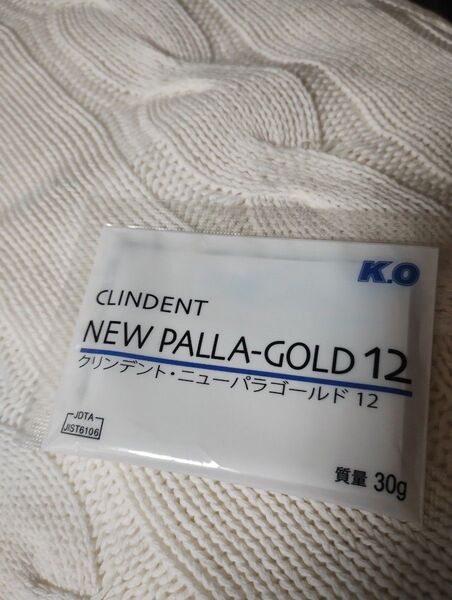 K.O
CLINDENT
NEW PALLA-GOLD 12
クリンデント・ニューパラゴールド 12
JDTA
JIST6106
質量 30g